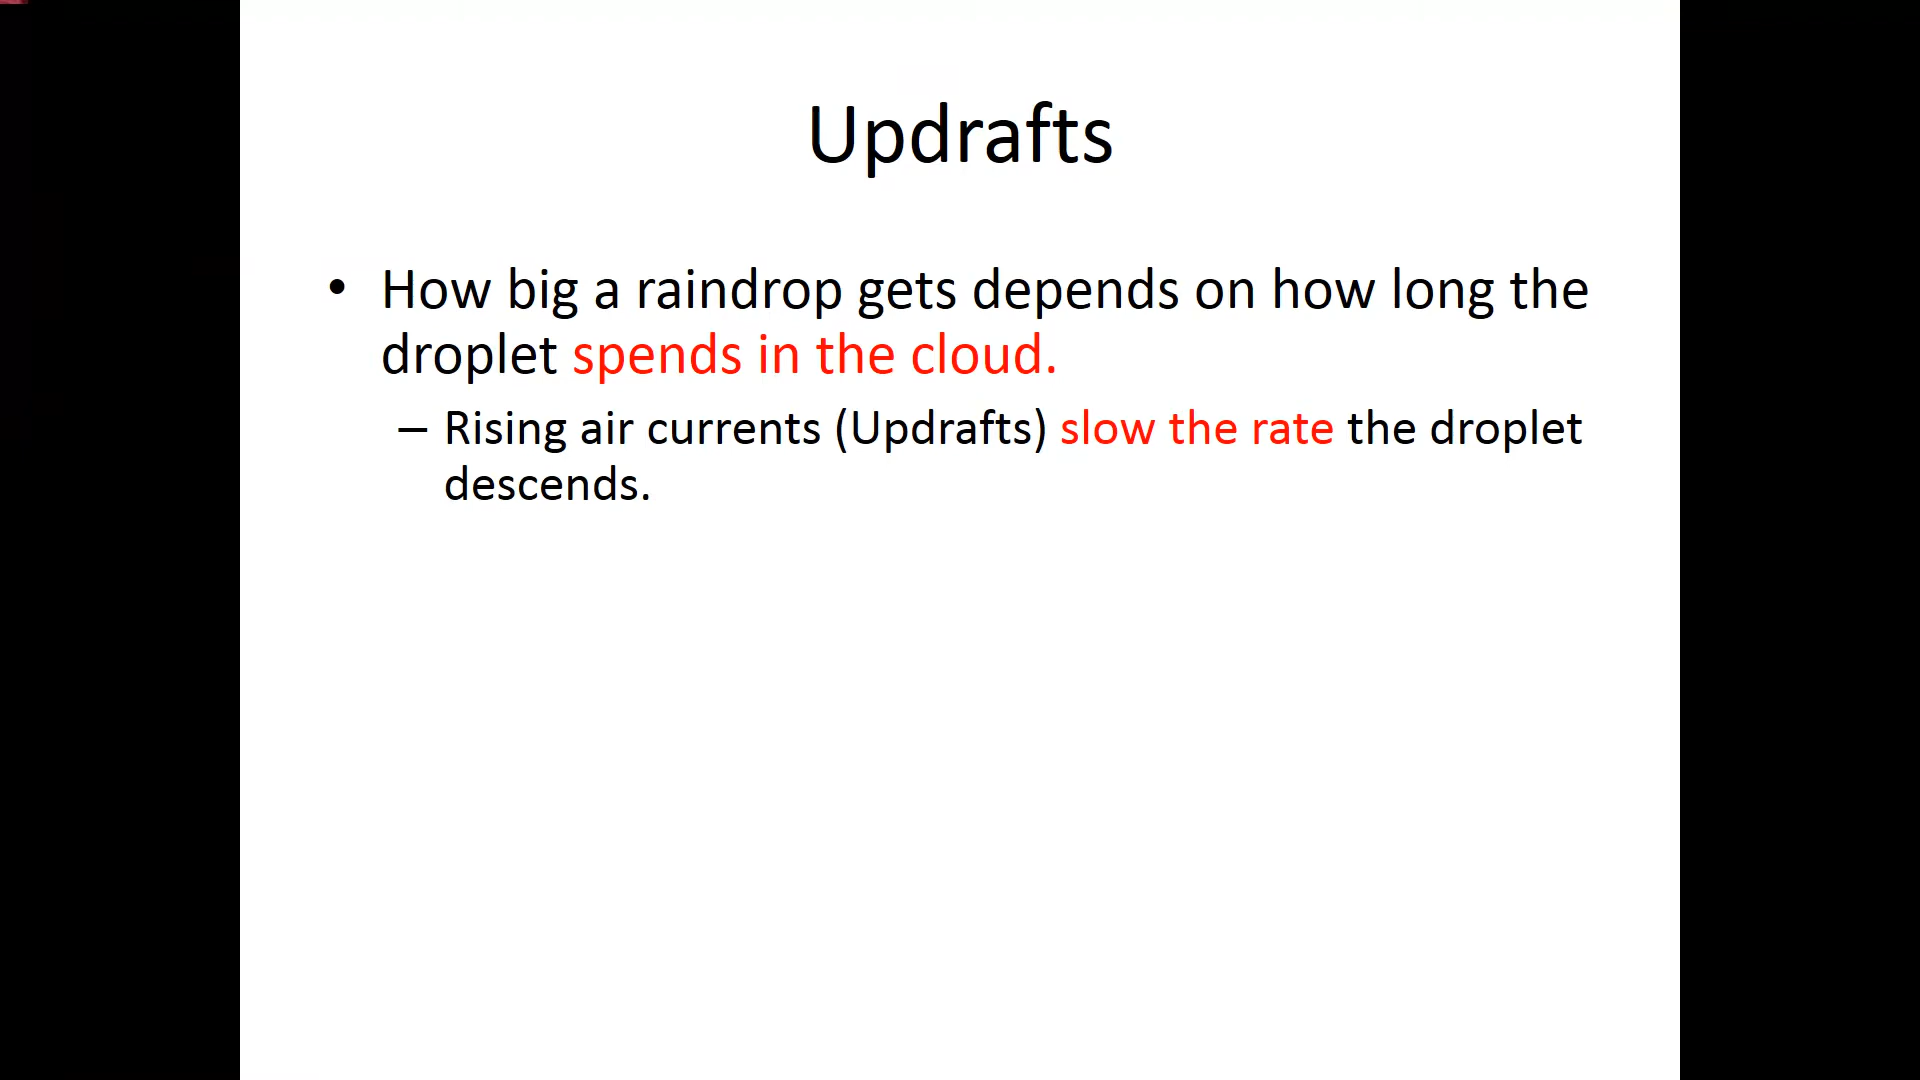 Updrafts
• How big a raindrop gets depends on how long the
droplet spends in the cloud.
– Rising air currents (Updrafts) slow the rate the droplet
descends.